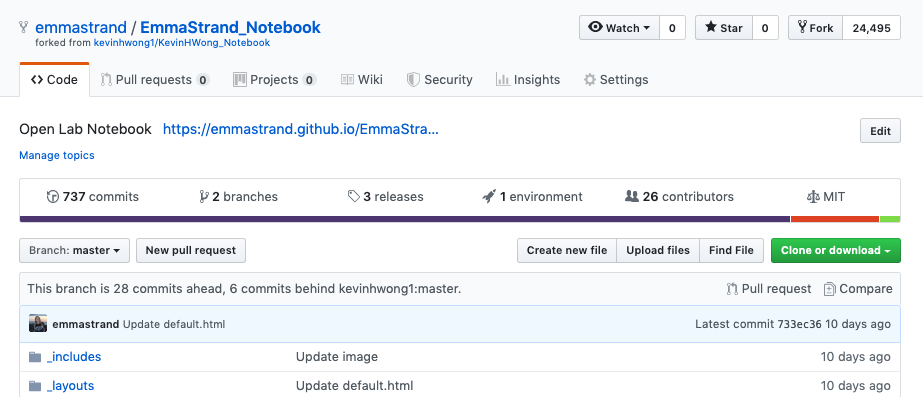 emmastrand / EmmaStrand_Notebook
Watch 0 Star 0 Fork 24,495
forked from kevinhwong1/KevinHWong_Notebook
Code Pull requests 0 Projects 0 Wiki Security Insights Settings
Open Lab Notebook https://emmastrand.github.io/EmmaStra...
Edit
Manage topics
737 commits 2 branches 3 releases 1 environment 26 contributors MIT
Branch: master New pull request Create new file Upload files Find File Clone or download
This branch is 28 commits ahead, 6 commits behind kevinhwong1:master. Pull request Compare
emmastrand Update default.html Latest commit 733ec36 10 days ago
_includes Update image 10 days ago
_layouts Update default.html 10 days ago